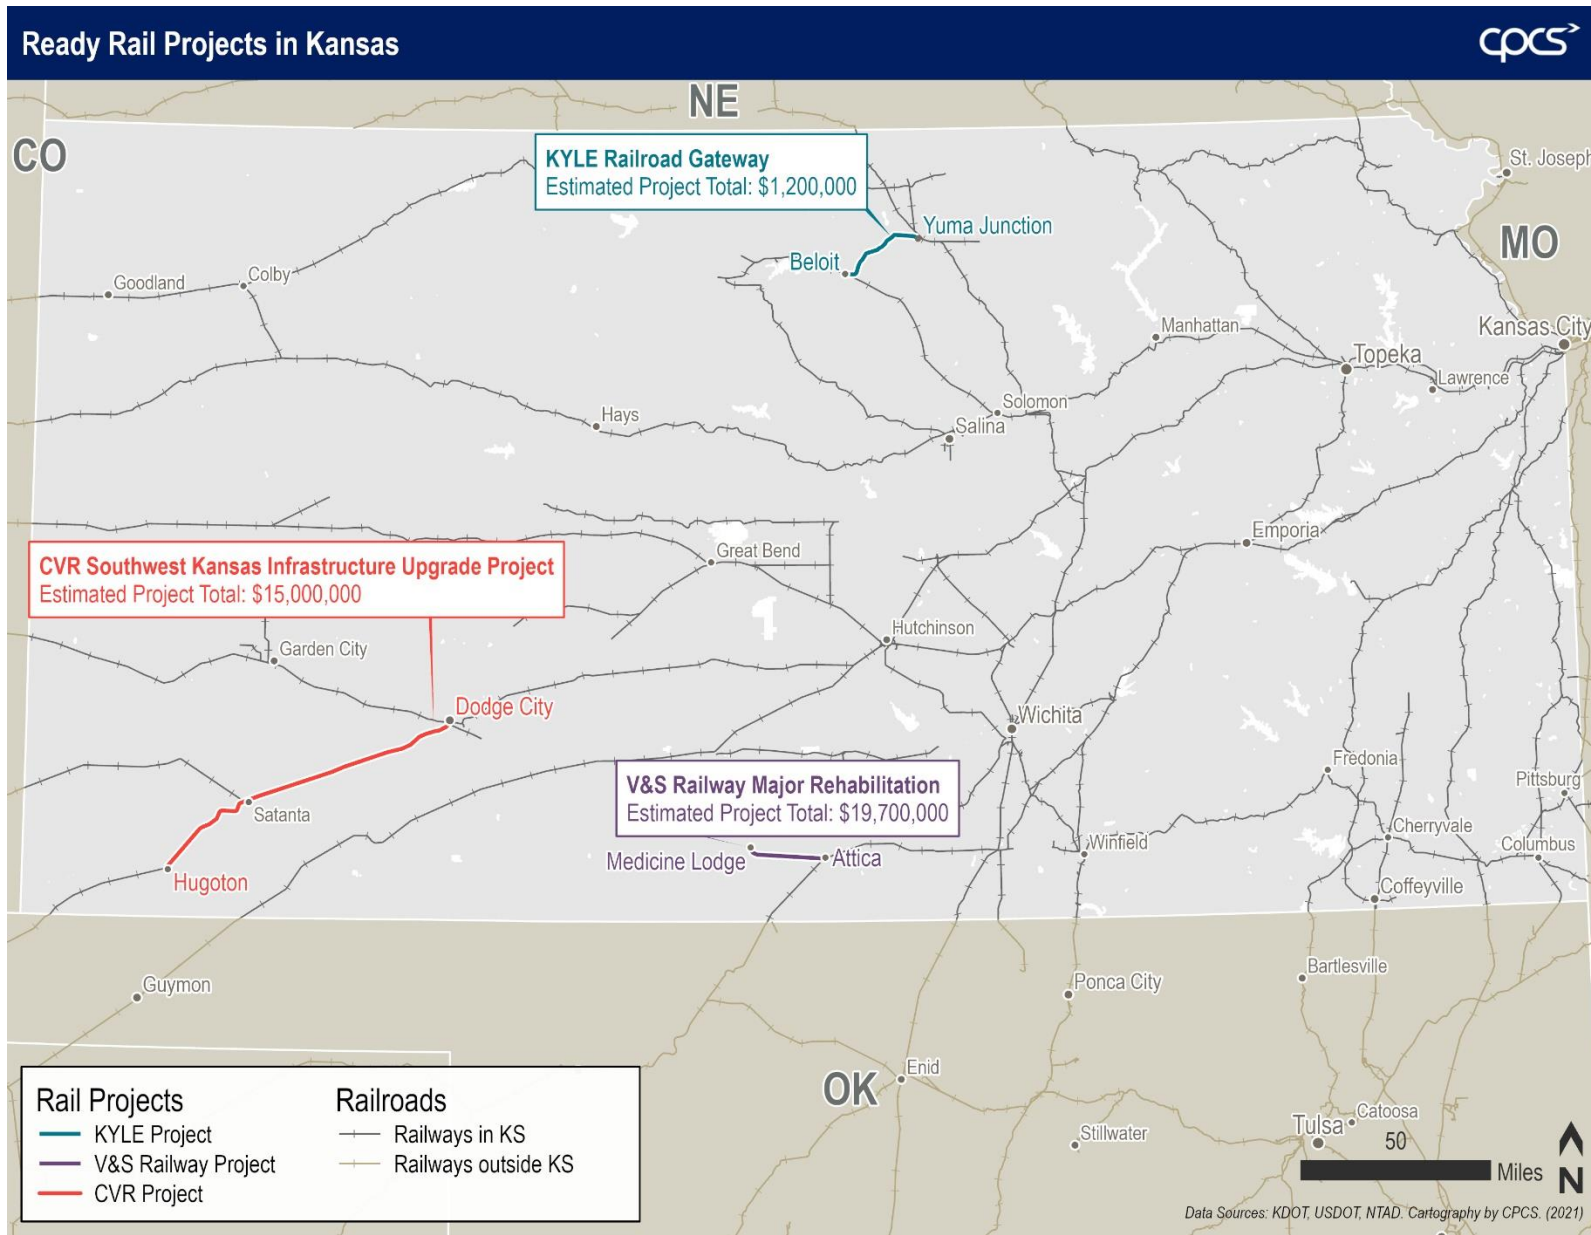 Ready Rail Projects in Kansas
cpcs
NE
CO
KYLE Railroad Gateway
Estimated Project Total: $1,200,000
St. Joseph
Yuma Junction
MO
Beloit
Goodland
Colby
Manhattan
Kansas City
Topeka
Lawrence
Hays
Solomon
Salina
Emporia
Great Bend
CVR Southwest Kansas Infrastructure Upgrade Project
Estimated Project Total: $15,000,000
Hutchinson
Garden City
Dodge City
Wichita
Fredonia
V&S Railway Major Rehabilitation
Estimated Project Total: $19,700,000
Pittsburg
Satanta
Cherryvale
Winfield
Columbus
Medicine Lodge
Attica
Hugoton
Coffeyville
Guymon
Ponca City
Bartlesville
Enid
OK
Stillwater
Tulsa
Catoosa
Rail Projects
KYLE Project
V&S Railway Project
CVR Project
Railroads
Railways in KS
Railways outside KS
50
Miles
N
Data Sources: KDOT, USDOT, NTAD. Cartography by CPCS. (2021)